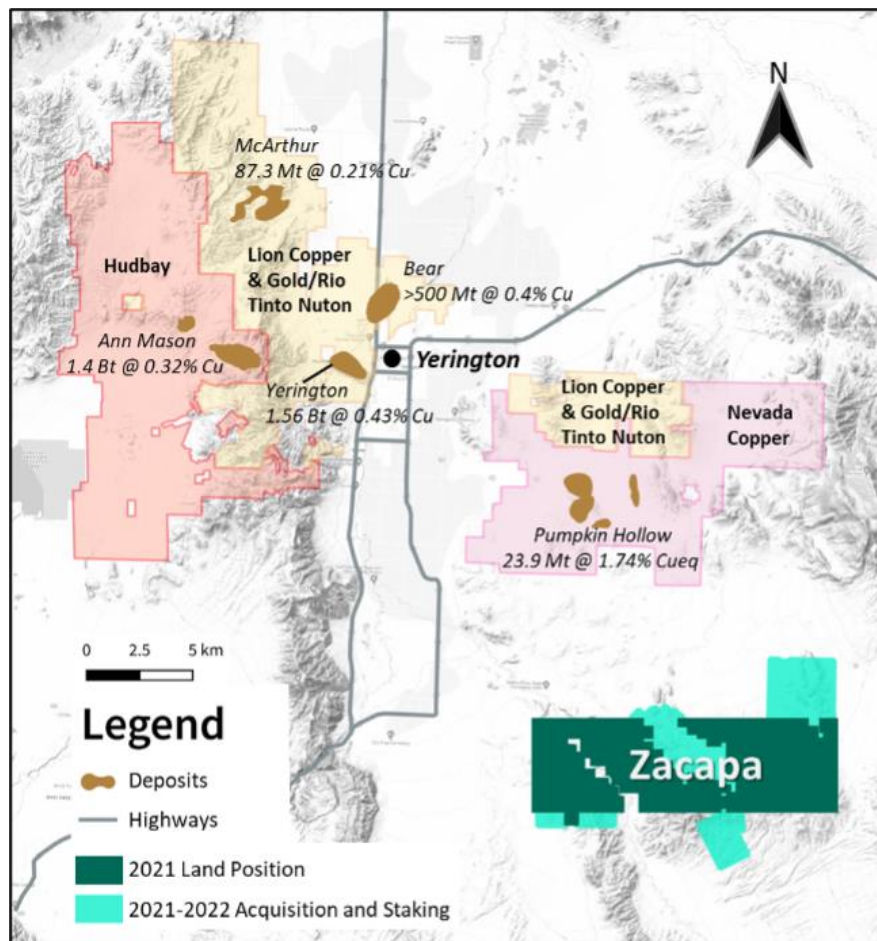 N
McArthur
87.3 Mt @ 0.21% Cu
Hudbay
Lion Copper
& Gold/Rio
Tinto Nuton
Bear
>500 Mt @ 0.4% Cu
Ann Mason
1.4 Bt @ 0.32% Cu
Yerington
Yerington
1.56 Bt @ 0.43% Cu
Lion Copper
& Gold/Rio
Tinto Nuton
Nevada
Copper
Pumpkin Hollow
23.9 Mt @ 1.74% Cueq
0 2.5 5 km
Zacapa
Legend
Deposits
Highways
2021 Land Position
2021-2022 Acquisition and Staking